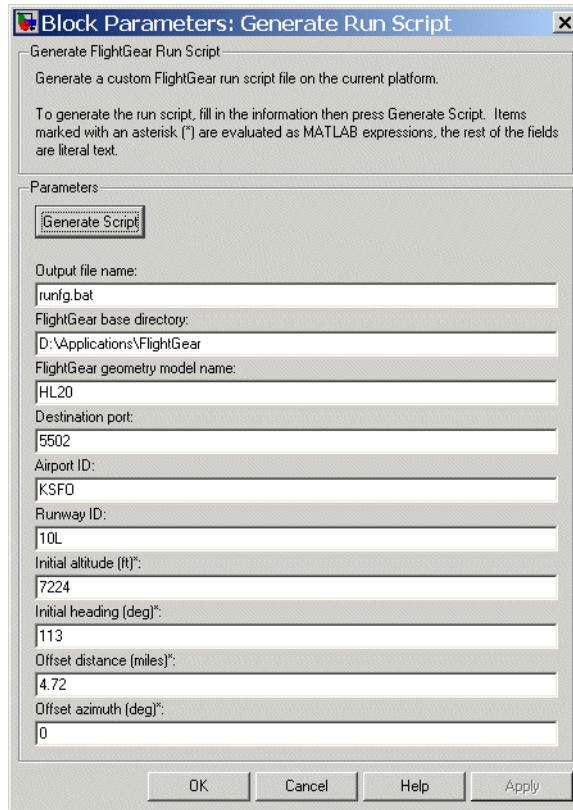 Block Parameters: Generate Run Script
Generate FlightGear Run Script
Generate a custom FlightGear run script file on the current platform.
To generate the run script, fill in the information then press Generate Script. Items
marked with an asterisk (*) are evaluated as MATLAB expressions, the rest of the fields
are literal text.
Parameters
Generate Script
Output file name:
runfg.bat
FlightGear base directory:
D:\Applications\FlightGear
FlightGear geometry model name:
HL20
Destination port:
5502
Airport ID:
KSFO
Runway ID:
10L
Initial altitude (ft)*:
7224
Initial heading (deg)*:
113
Offset distance (miles)*:
4.72
Offset azimuth (deg)*:
0
OK Cancel Help Apply